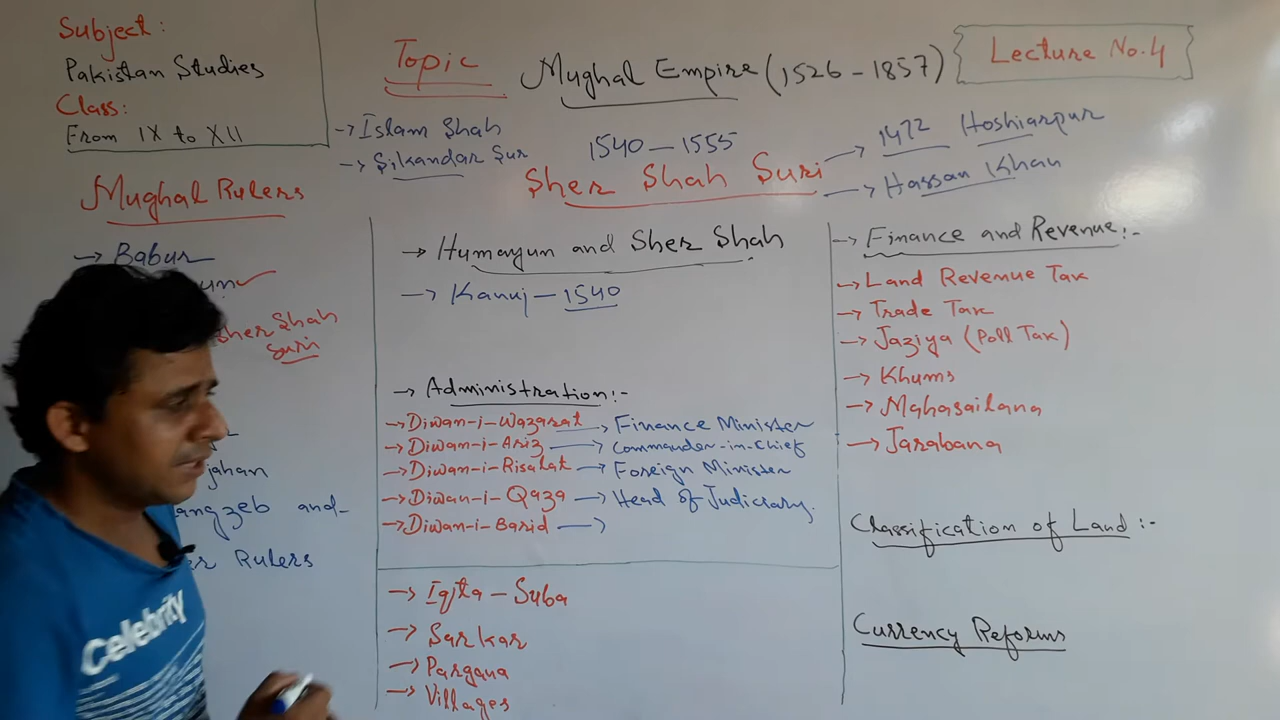 Subject:
Pakistan Studies
Class:
From IX to XII
Topic
Mughal Empire (1526 - 1857)
Lecture No.4
→ Islam Shah
→ Sikandar Sur
1540 - 1555
Sher Shah Suri
→ 1472 Hoshiarpur
→ Hassan Khan
Mughal Rulers
→ Babur
un
Sher Shah
Suri
jahan
angzeb and-
er Rulers
→ Humayun and Sher Shah
→ Kanuj - 1540
→ Administration:-
→ Diwan-i-Wazarat → Finance Minister
→ Diwan-i-Ariz → Commander-in-Chief
→ Diwan-i-Risalat → Foreign Minister
→ Diwan-i-Qaza → Head of Judiciary.
→ Diwan-i-Barid →
→ Iqta - Suba
→ Sarkar
→ Pargana
→ Villages
→ Finance and Revenue:-
→ Land Revenue Tax
→ Trade Tax
→ Jaziya (Poll Tax)
→ Khums
→ Mahasailana
→ Jarabana
Classification of Land:-
Currency Reforms
Celebrity